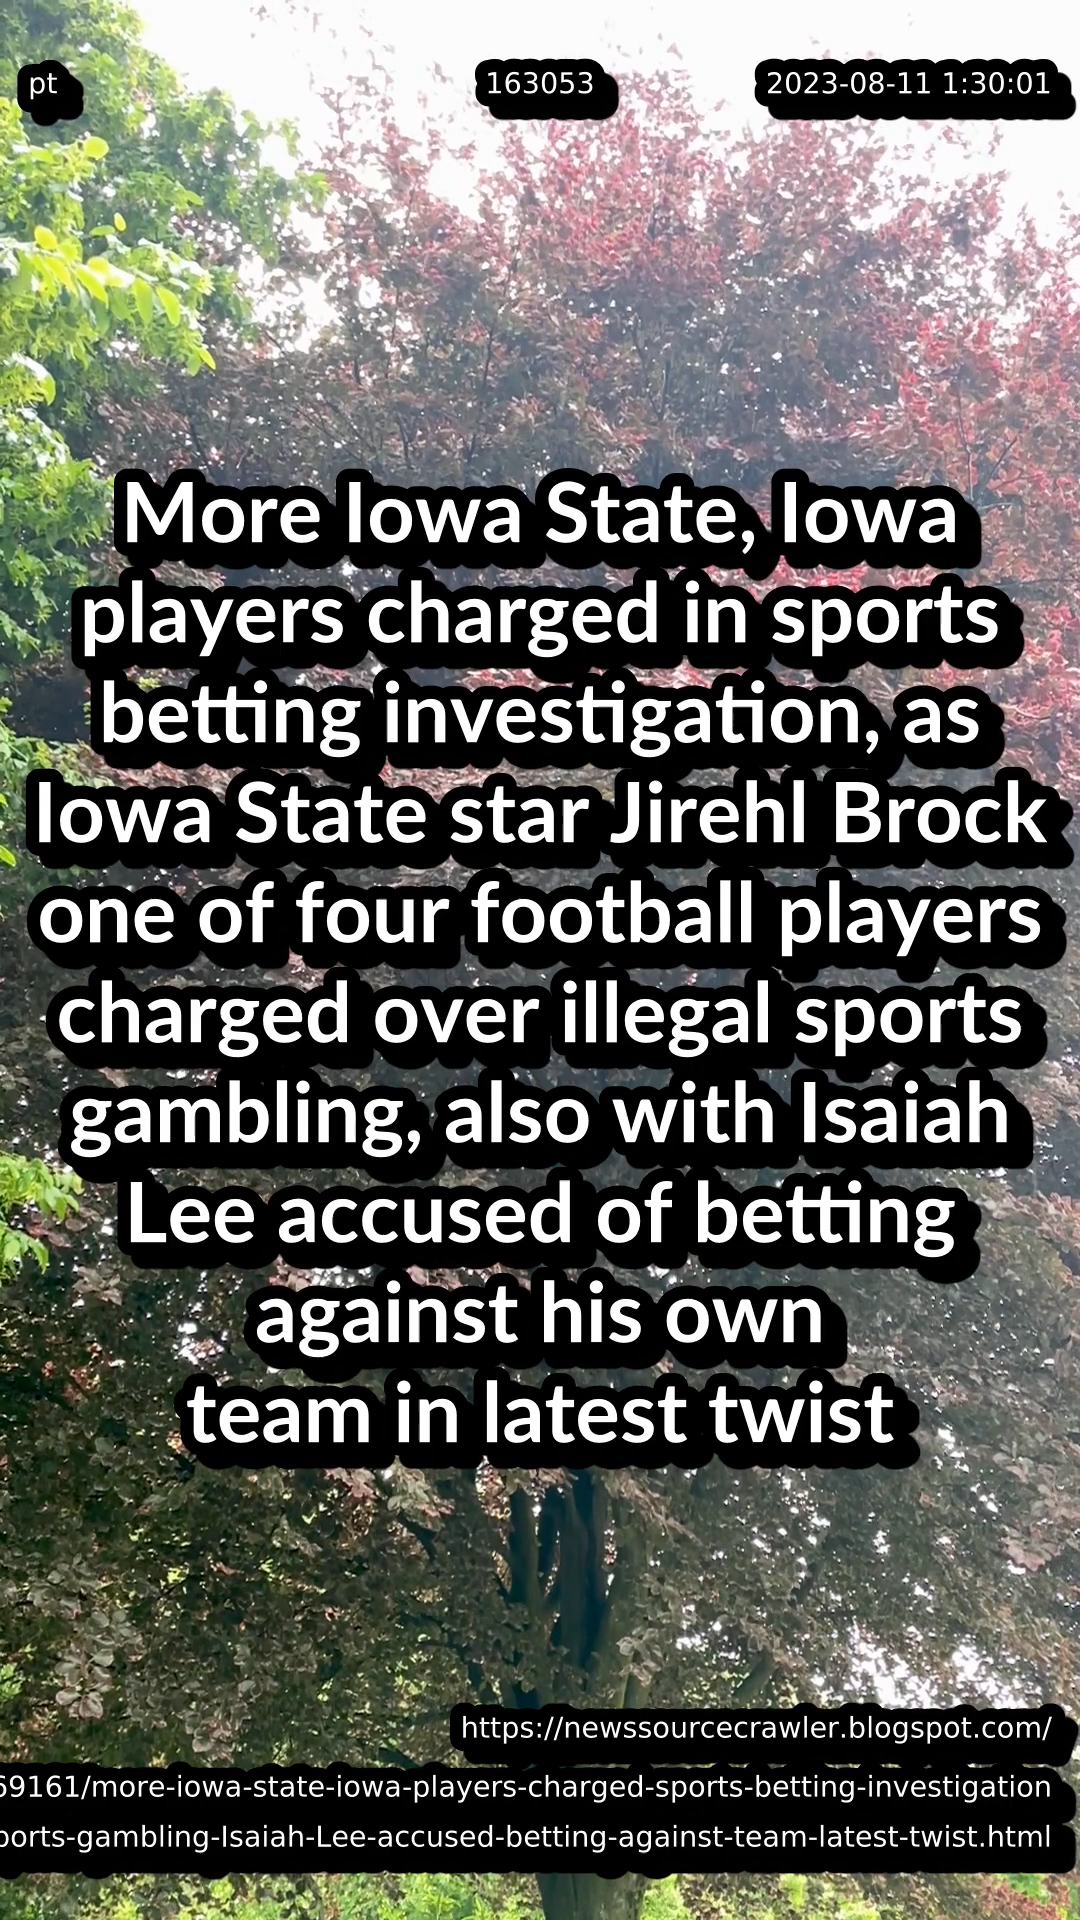 pt 163053 2023-08-11 1:30:01
More Iowa State, Iowa
players charged in sports
betting investigation, as
Iowa State star Jirehl Brock
one of four football players
charged over illegal sports
gambling, also with Isaiah
Lee accused of betting
against his own
team in latest twist
https://newssourcecrawler.blogspot.com/
69161/more-iowa-state-iowa-players-charged-sports-betting-investigation
ports-gambling-Isaiah-Lee-accused-betting-against-team-latest-twist.html